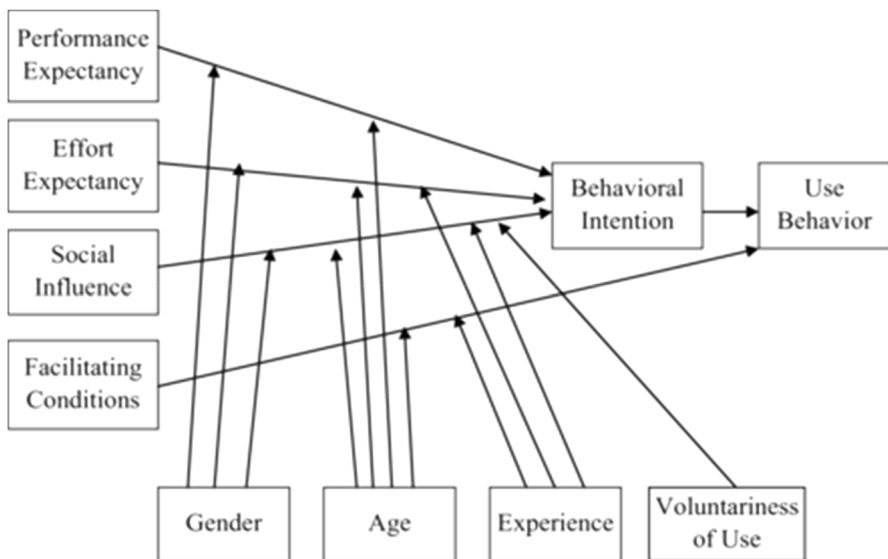 Performance
Expectancy
Effort
Expectancy
Social
Influence
Facilitating
Conditions
Behavioral
Intention
Use
Behavior
Gender
Age
Experience
Voluntariness
of Use